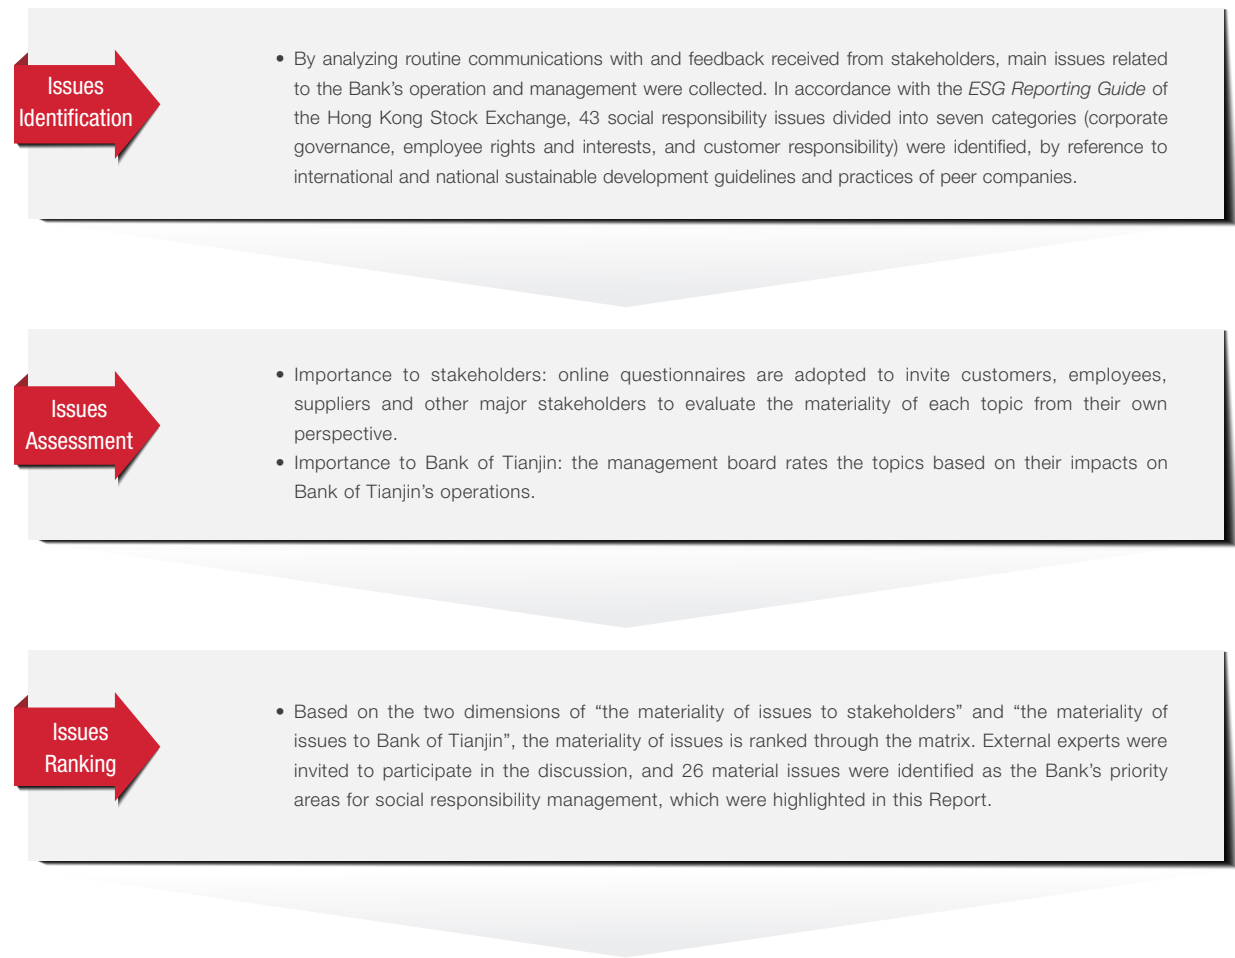 Issues
Identification
• By analyzing routine communications with and feedback received from stakeholders, main issues related
to the Bank’s operation and management were collected. In accordance with the ESG Reporting Guide of
the Hong Kong Stock Exchange, 43 social responsibility issues divided into seven categories (corporate
governance, employee rights and interests, and customer responsibility) were identified, by reference to
international and national sustainable development guidelines and practices of peer companies.
Issues
Assessment
• Importance to stakeholders: online questionnaires are adopted to invite customers, employees,
suppliers and other major stakeholders to evaluate the materiality of each topic from their own
perspective.
• Importance to Bank of Tianjin: the management board rates the topics based on their impacts on
Bank of Tianjin’s operations.
Issues
Ranking
• Based on the two dimensions of “the materiality of issues to stakeholders” and “the materiality of
issues to Bank of Tianjin”, the materiality of issues is ranked through the matrix. External experts were
invited to participate in the discussion, and 26 material issues were identified as the Bank’s priority
areas for social responsibility management, which were highlighted in this Report.